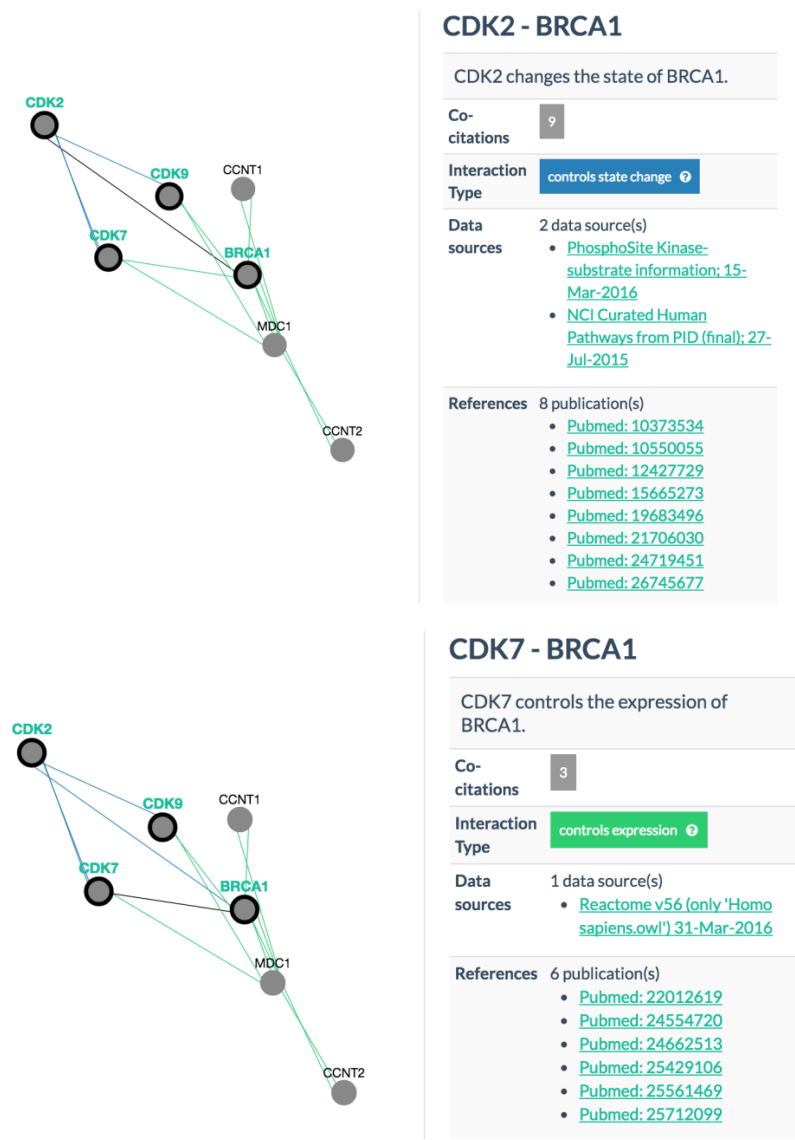 CDK2 - BRCA1
CDK2 changes the state of BRCA1.
Co-
citations
9
Interaction
Type
controls state change ?
Data
sources
2 data source(s)
• PhosphoSite Kinase-
substrate information; 15-
Mar-2016
• NCI Curated Human
Pathways from PID (final); 27-
Jul-2015
References
8 publication(s)
• Pubmed: 10373534
• Pubmed: 10550055
• Pubmed: 12427729
• Pubmed: 15665273
• Pubmed: 19683496
• Pubmed: 21706030
• Pubmed: 24719451
• Pubmed: 26745677
CDK2
CDK9
CCNT1
CDK7
BRCA1
MDC1
CCNT2
CDK7 - BRCA1
CDK7 controls the expression of
BRCA1.
Co-
citations
3
Interaction
Type
controls expression ?
Data
sources
1 data source(s)
• Reactome v56 (only 'Homo
sapiens.owl') 31-Mar-2016
References
6 publication(s)
• Pubmed: 22012619
• Pubmed: 24554720
• Pubmed: 24662513
• Pubmed: 25429106
• Pubmed: 25561469
• Pubmed: 25712099
CDK2
CDK9
CCNT1
CDK7
BRCA1
MDC1
CCNT2